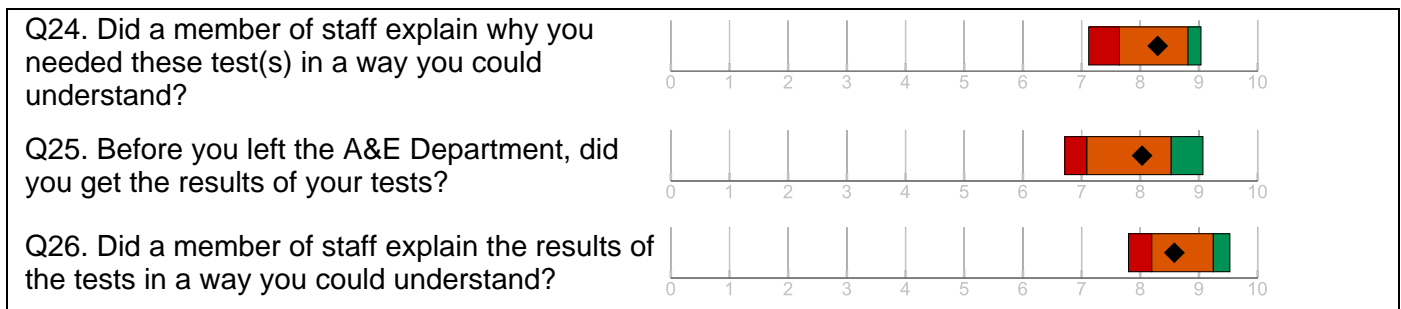 Q24. Did a member of staff explain why you
needed these test(s) in a way you could
understand?
0 1 2 3 4 5 6 7 8 9 10
Q25. Before you left the A&E Department, did
you get the results of your tests?
0 1 2 3 4 5 6 7 8 9 10
Q26. Did a member of staff explain the results of
the tests in a way you could understand?
0 1 2 3 4 5 6 7 8 9 10